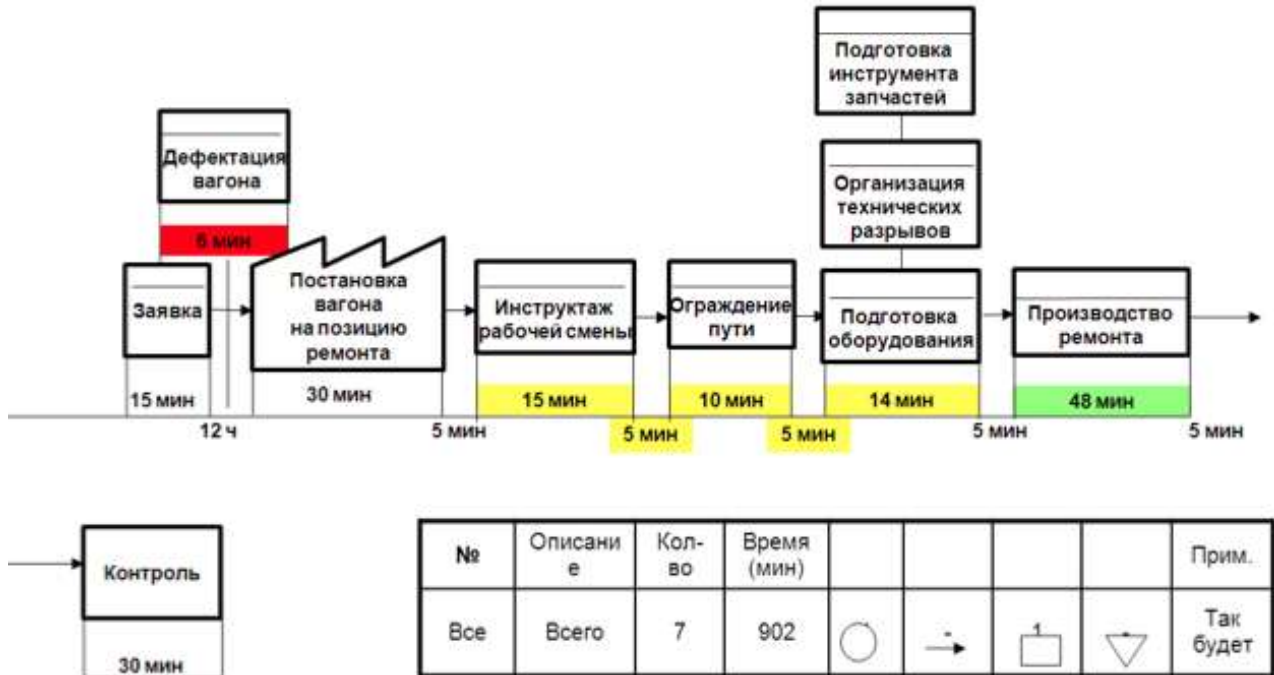 Подготовка
инструмента
запчастей
Дефектация
вагона
6 мин
Организация
технических
разрывов
Заявка
Постановка
вагона
на позицию
ремонта
Инструктаж
рабочей смены
Ограждение
пути
Подготовка
оборудования
Производство
ремонта
15 мин
30 мин
15 мин
10 мин
14 мин
48 мин
12 ч
5 мин
5 мин
5 мин
5 мин
5 мин
Контроль
30 мин
№
Описани
е
Кол-
во
Время
(мин)
Прим.
Все
Всего
7
902
1
Так
будет